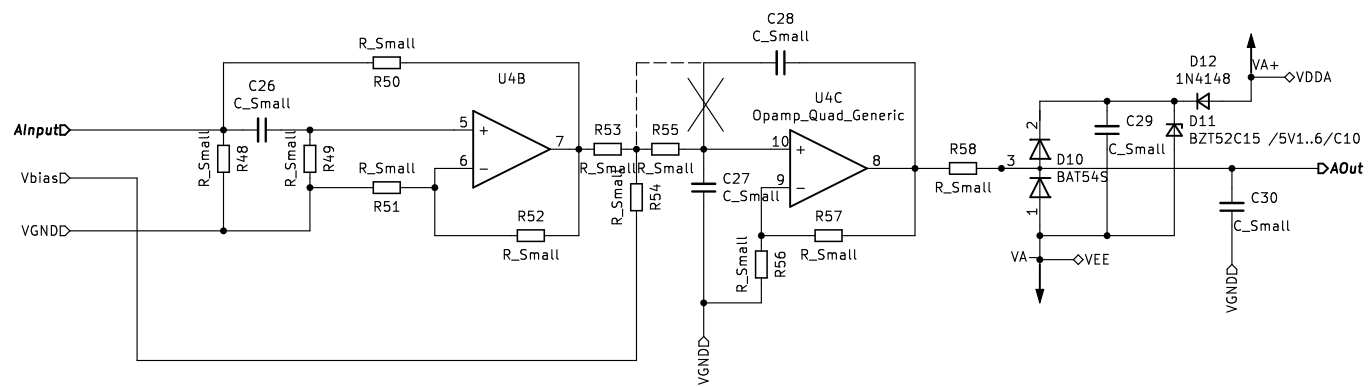 C28
C_Small
R_Small
R50
U4B
C26
C_Small
D12
1N4148
VA+
VDDA
U4C
Opamp_Quad_Generic
AInput
5
+
7
6
−
R_Small
R48
R_Small
R49
R53
R_Small
R55
R_Small
10
+
8
9
−
2
C29
C_Small
D11
BZT52C15 /5V1..6/C10
R58
R_Small
3
D10
BAT54S
AOut
Vbias
R_Small
R51
R_Small
R54
C27
C_Small
1
C30
C_Small
VGND
R52
R_Small
R57
R_Small
R_Small
R56
VA−
VEE
VGND
VGND